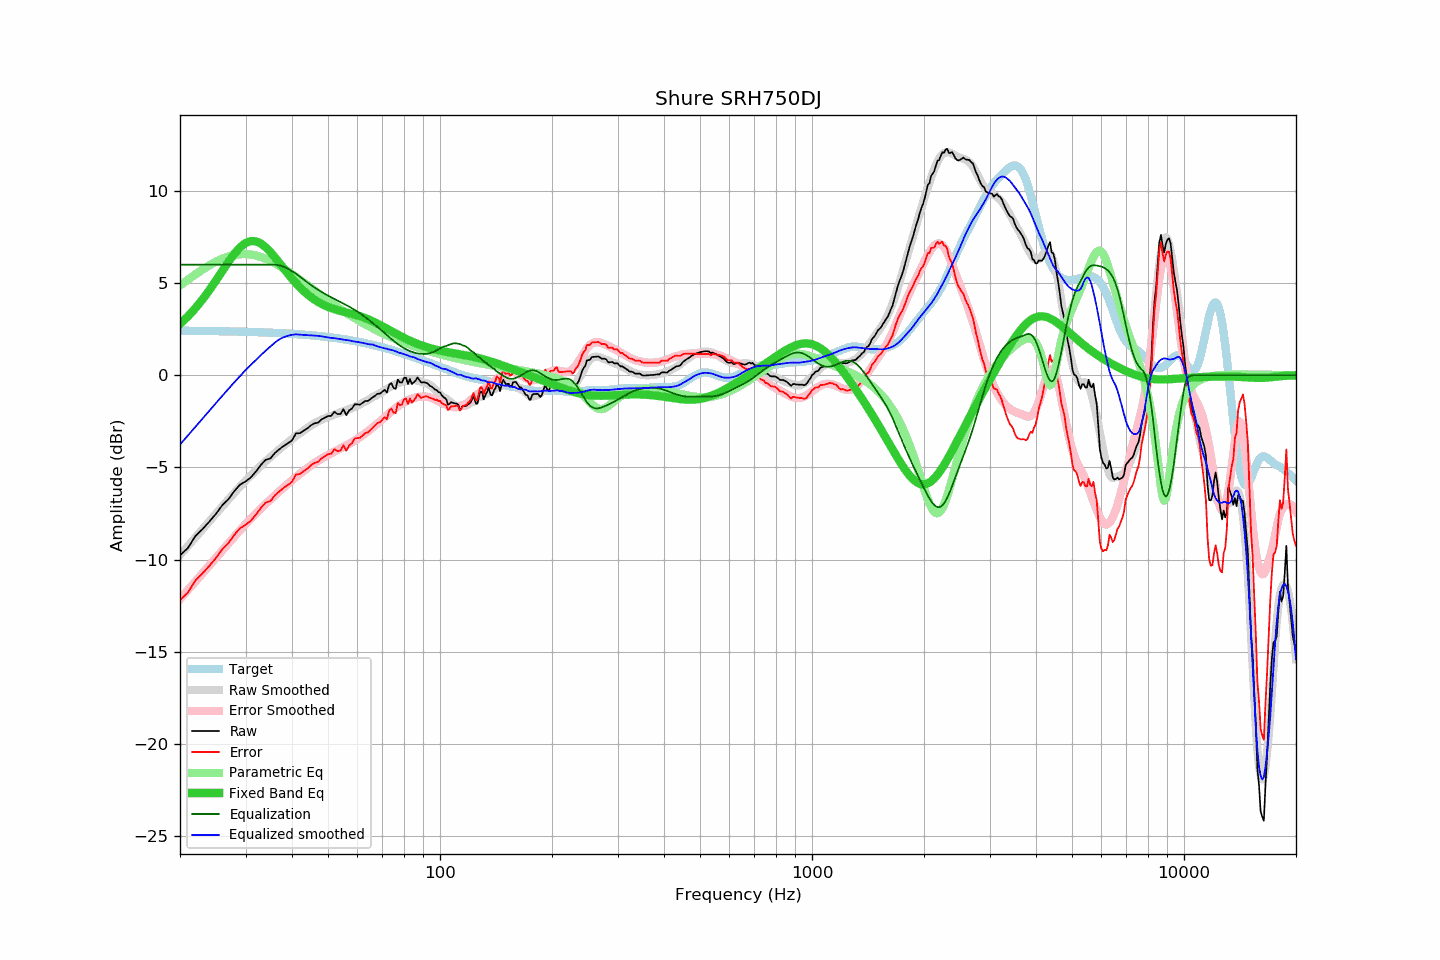 Shure SRH750DJ
Amplitude (dBr)
10
5
0
−5
−10
−15
−20
−25
Target
Raw Smoothed
Error Smoothed
Raw
Error
Parametric Eq
Fixed Band Eq
Equalization
Equalized smoothed
100
1000
10000
Frequency (Hz)